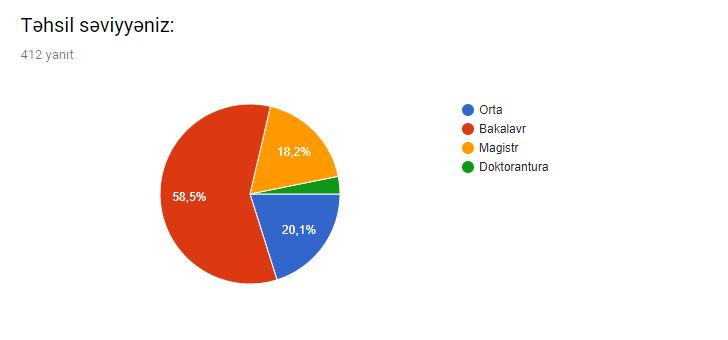 Təhsil səviyyəniz:
412 yanıt
Orta
Bakalavr
Magistr
Doktorantura
18,2%
58,5%
20,1%